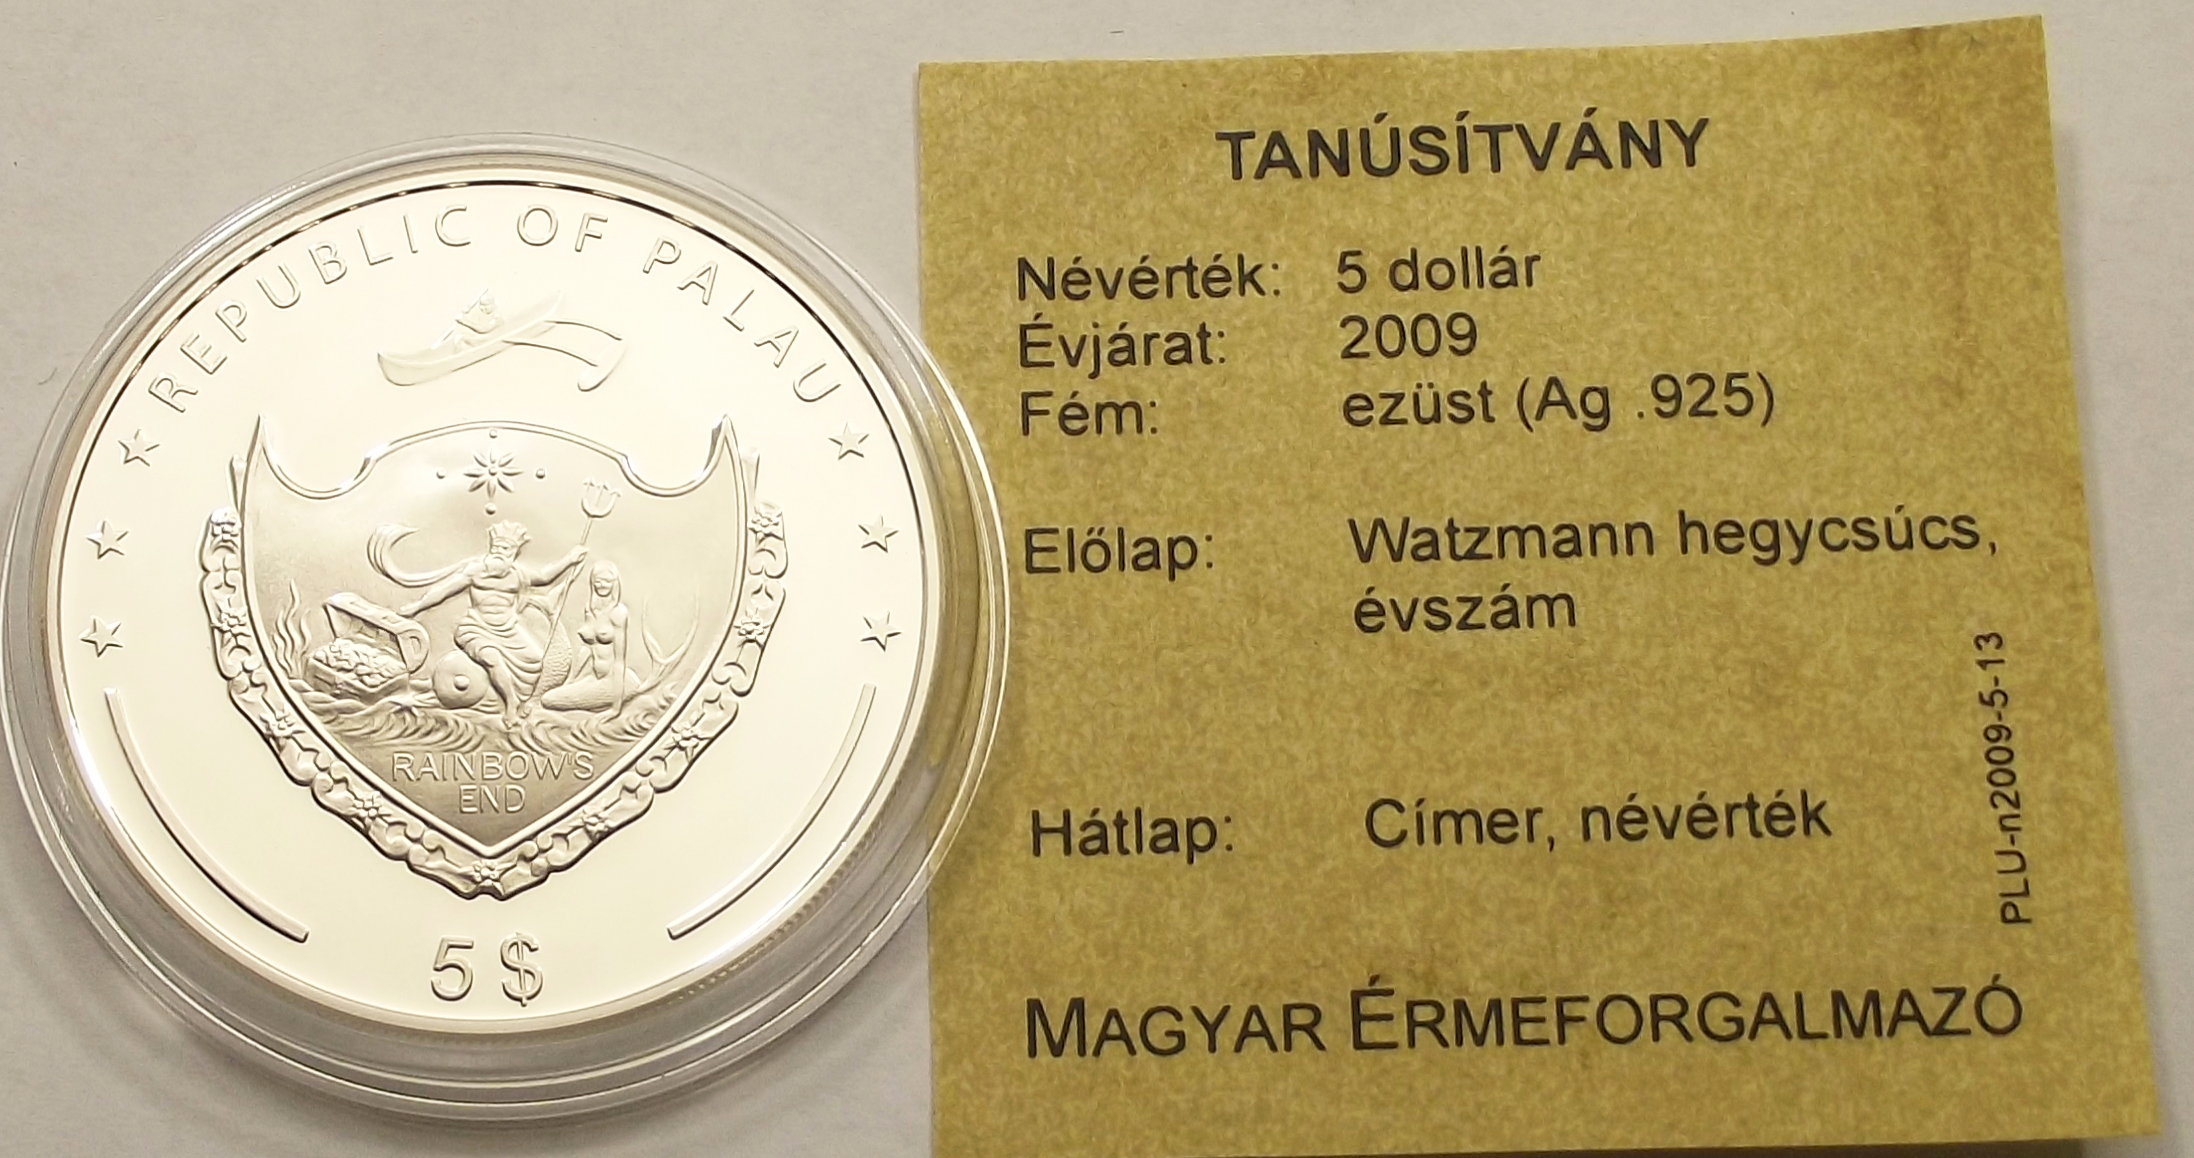 REPUBLIC OF PALAU
RAINBOW'S
END
5 $
TANÚSÍTVÁNY
Névérték: 5 dollár
Évjárat: 2009
Fém: ezüst (Ag .925)
Előlap: Watzmann hegycsúcs,
évszám
Hátlap: Címer, névérték
PLU-n2009-5-13
MAGYAR ÉRMEFORGALMAZÓ